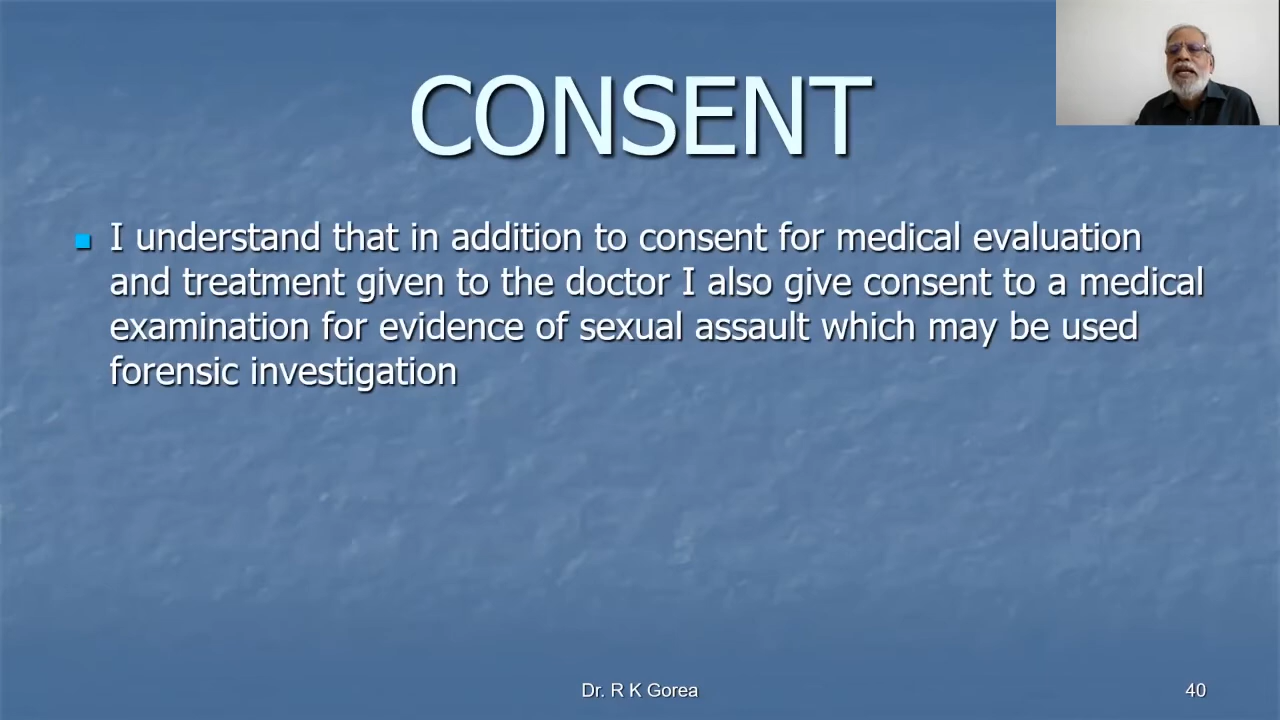 CONSENT
I understand that in addition to consent for medical evaluation
and treatment given to the doctor I also give consent to a medical
examination for evidence of sexual assault which may be used
forensic investigation
Dr. R K Gorea
40